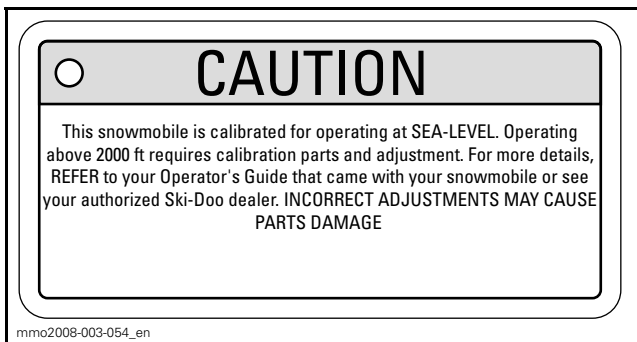 CAUTION
This snowmobile is calibrated for operating at SEA-LEVEL. Operating
above 2000 ft requires calibration parts and adjustment. For more details,
REFER to your Operator's Guide that came with your snowmobile or see
your authorized Ski-Doo dealer. INCORRECT ADJUSTMENTS MAY CAUSE
PARTS DAMAGE
mmo2008-003-054_en